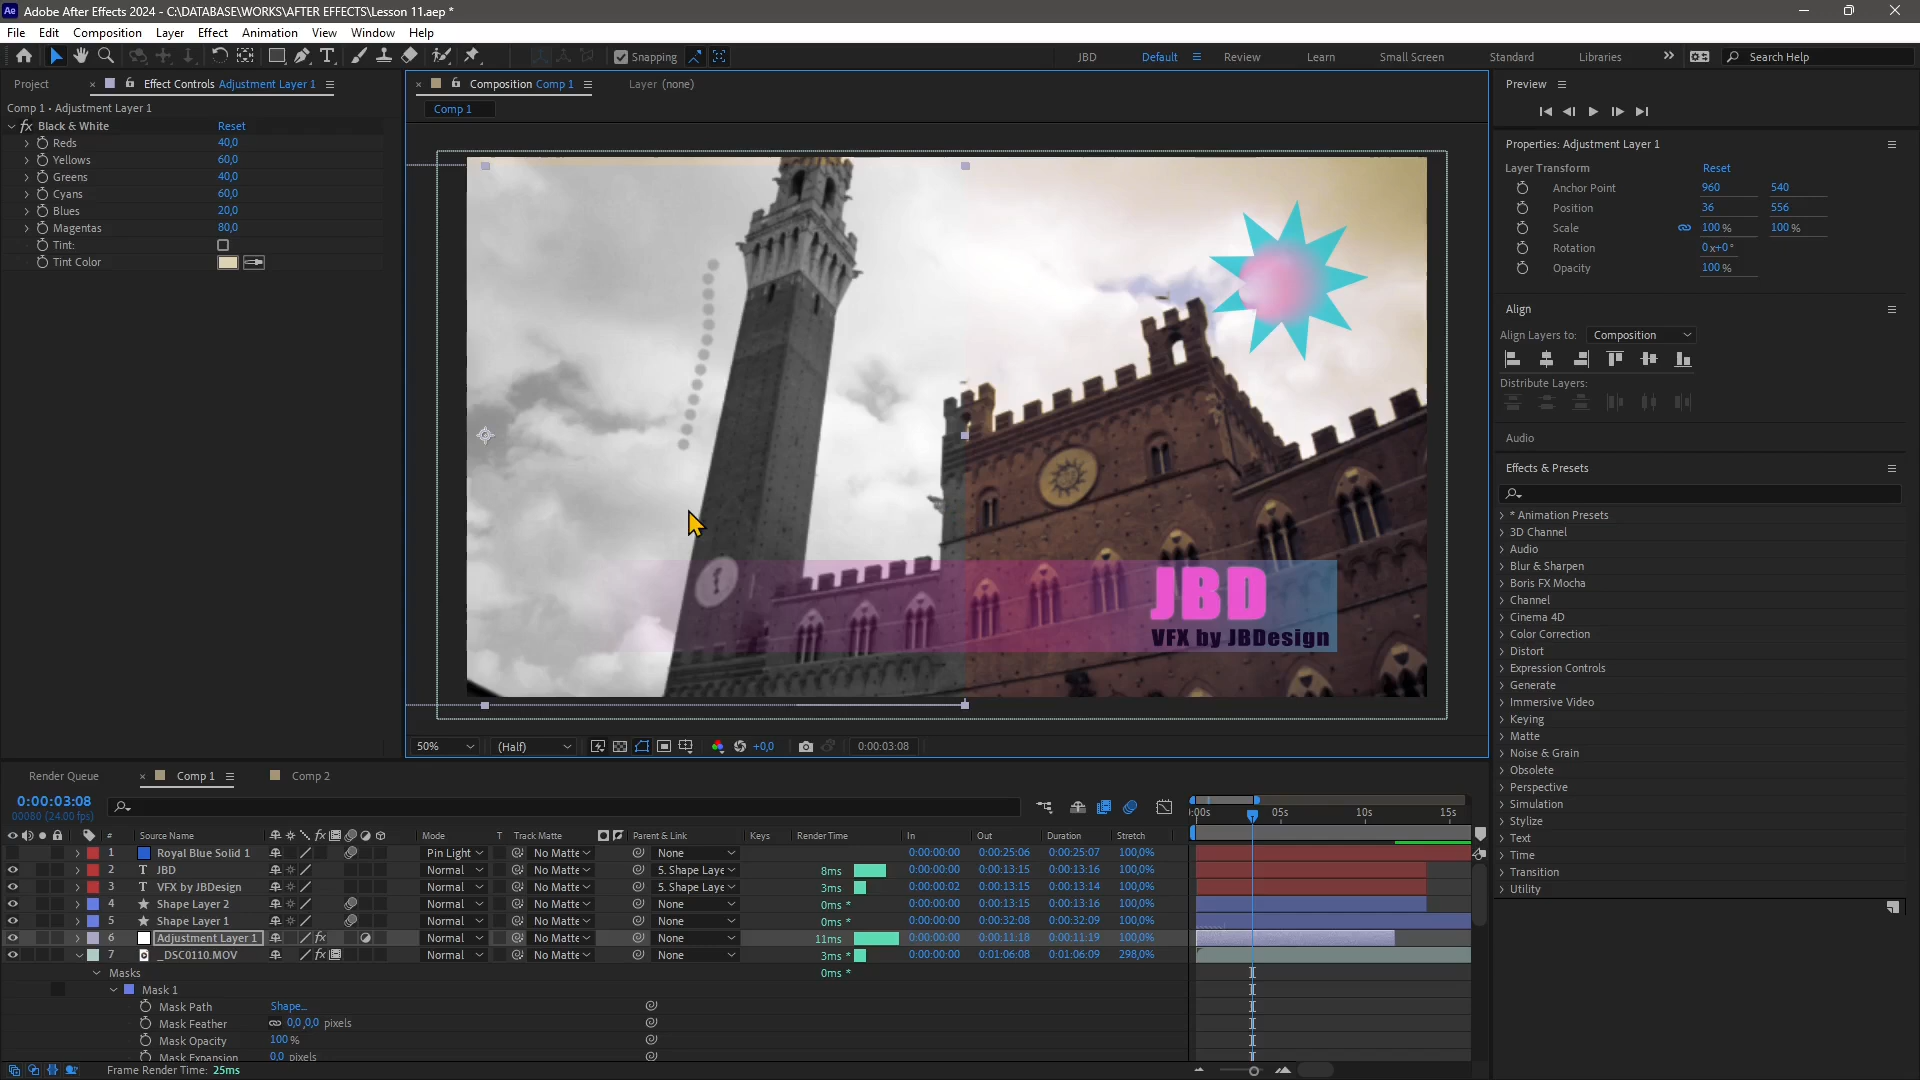 Adobe After Effects 2024 - C:\DATABASE\WORKS\AFTER EFFECTS\Lesson 11.aep *
File Edit Composition Layer Effect Animation View Window Help
Snapping JBD Default Review Learn Small Screen Standard Libraries Search Help
Project Effect Controls Adjustment Layer 1 Composition Comp 1 Layer (none) Preview
Comp 1 • Adjustment Layer 1
Comp 1
fx Black & White Reset
Reds 40,0
Yellows 60,0
Greens 40,0
Cyans 60,0
Blues 20,0
Magentas 80,0
Tint:
Tint Color
JBD
VFX by JBDesign
50% (Half) +0,0 0:00:03:08
Properties: Adjustment Layer 1
Layer Transform Reset
Anchor Point 960 540
Position 36 556
Scale 100 % 100 %
Rotation 0x+0°
Opacity 100 %
Align
Align Layers to: Composition
Distribute Layers:
Audio
Effects & Presets
* Animation Presets
3D Channel
Audio
Blur & Sharpen
Boris FX Mocha
Channel
Cinema 4D
Color Correction
Distort
Expression Controls
Generate
Immersive Video
Keying
Matte
Noise & Grain
Obsolete
Perspective
Simulation
Stylize
Text
Time
Transition
Utility
Render Queue Comp 1 Comp 2
0:00:03:08
00080 (24.00 fps)
:00s 05s 10s 15s
# Source Name fx Mode T Track Matte Parent & Link Keys Render Time In Out Duration Stretch
1 Royal Blue Solid 1 Pin Light No Matte None 0:00:00:00 0:00:25:06 0:00:25:07 100,0%
2 T JBD Normal No Matte 5. Shape Laye 8ms 0:00:00:00 0:00:13:15 0:00:13:16 100,0%
3 T VFX by JBDesign Normal No Matte 5. Shape Laye 3ms 0:00:00:02 0:00:13:15 0:00:13:14 100,0%
4 Shape Layer 2 Normal No Matte None 0ms * 0:00:00:00 0:00:13:15 0:00:13:16 100,0%
5 Shape Layer 1 Normal No Matte None 0ms * 0:00:00:00 0:00:32:08 0:00:32:09 100,0%
6 Adjustment Layer 1 fx Normal No Matte None 11ms 0:00:00:00 0:00:11:18 0:00:11:19 100,0%
7 _DSC0110.MOV fx Normal No Matte None 3ms * 0:00:00:00 0:01:06:08 0:01:06:09 298,0%
Masks 0ms *
Mask 1
Mask Path Shape...
Mask Feather 0,0,0,0 pixels
Mask Opacity 100 %
Mask Expansion 0,0 pixels
Frame Render Time: 25ms